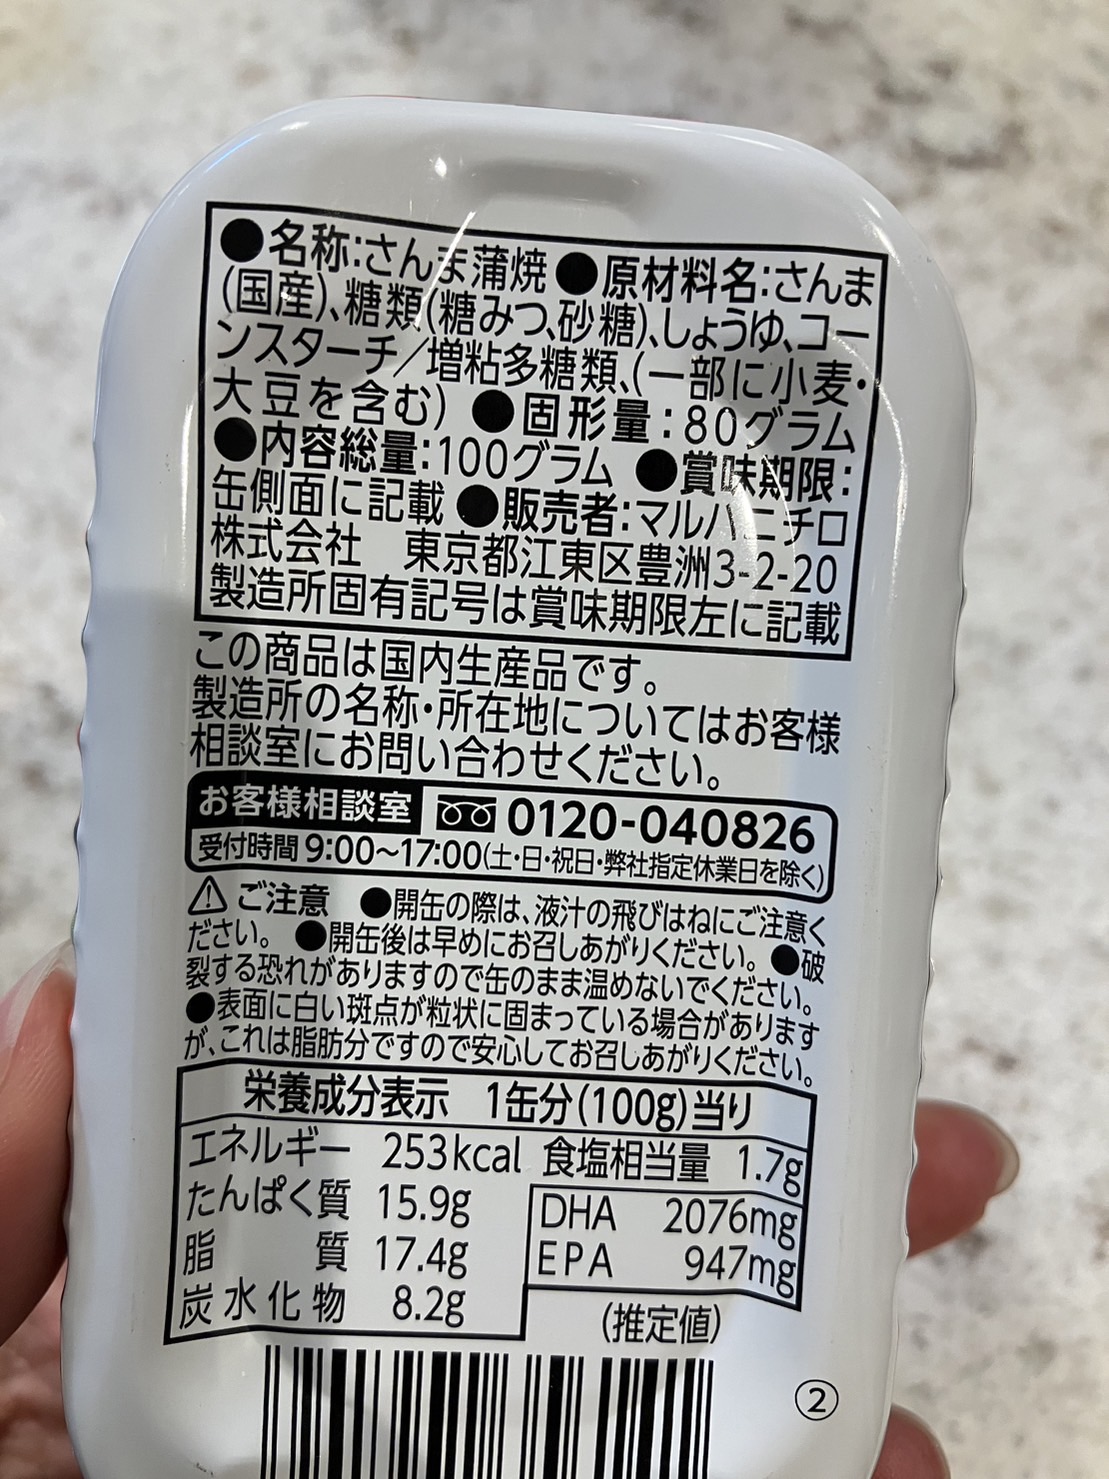 ●名称:さんま蒲焼●原材料名:さんま
(国産)、糖類(糖みつ、砂糖)、しょうゆ、コー
ンスターチ/増粘多糖類、(一部に小麦・
大豆を含む)●固形量:80グラム
●内容総量:100グラム●賞味期限:
缶側面に記載●販売者:マルハニチロ
株式会社 東京都江東区豊洲3-2-20
製造所固有記号は賞味期限左に記載
この商品は国内生産品です。
製造所の名称・所在地についてはお客様
相談室にお問い合わせください。
お客様相談室 0120-040826
受付時間9:00~17:00(土・日・祝日・弊社指定休業日を除く)
⚠ご注意 ●開缶の際は、液汁の飛びはねにご注意く
ださい。●開缶後は早めにお召しあがりください。●破
裂する恐れがありますので缶のまま温めないでください。
●表面に白い斑点が粒状に固まっている場合があります
が、これは脂肪分ですので安心してお召しあがりください。
栄養成分表示 1缶分(100g)当り
エネルギー 253kcal 食塩相当量 1.7g
たんぱく質 15.9g DHA 2076mg
脂質 17.4g EPA 947mg
炭水化物 8.2g (推定値)
②